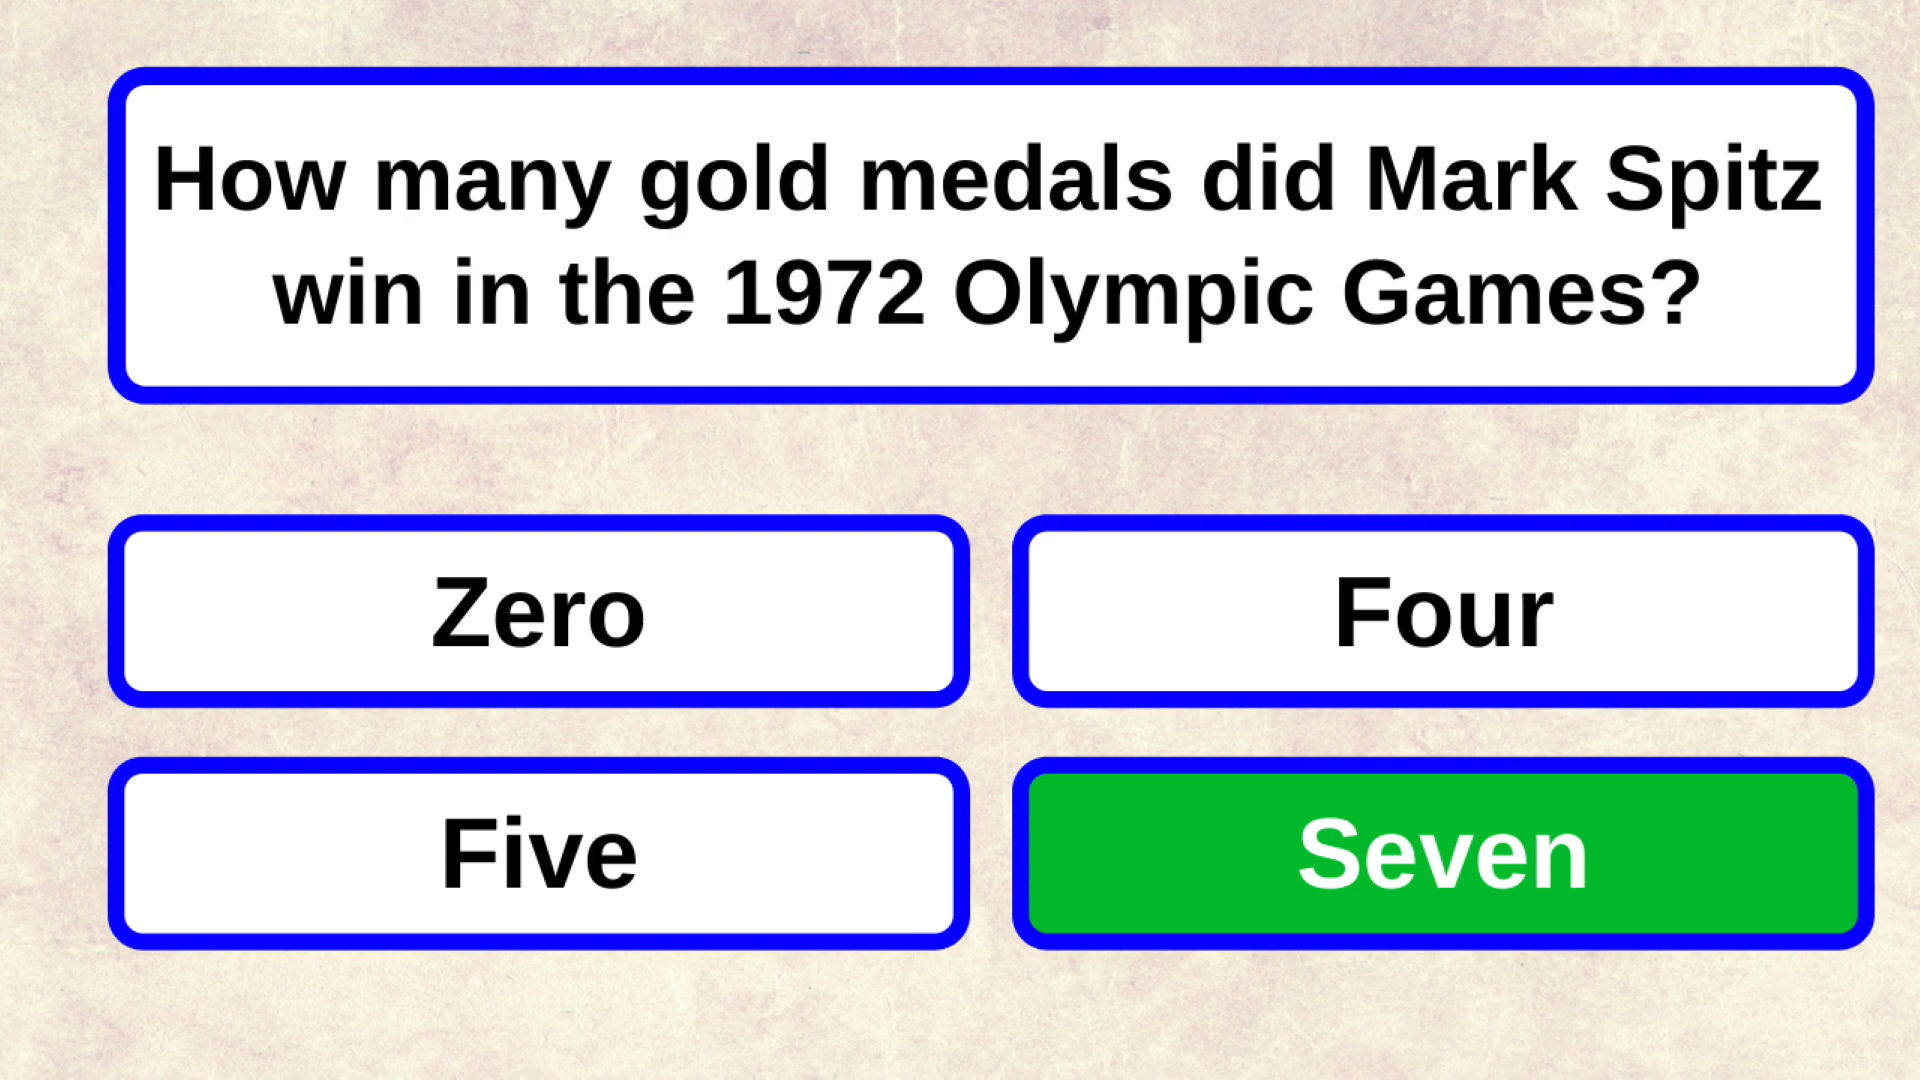 How many gold medals did Mark Spitz
win in the 1972 Olympic Games?
Zero
Four
Five
Seven